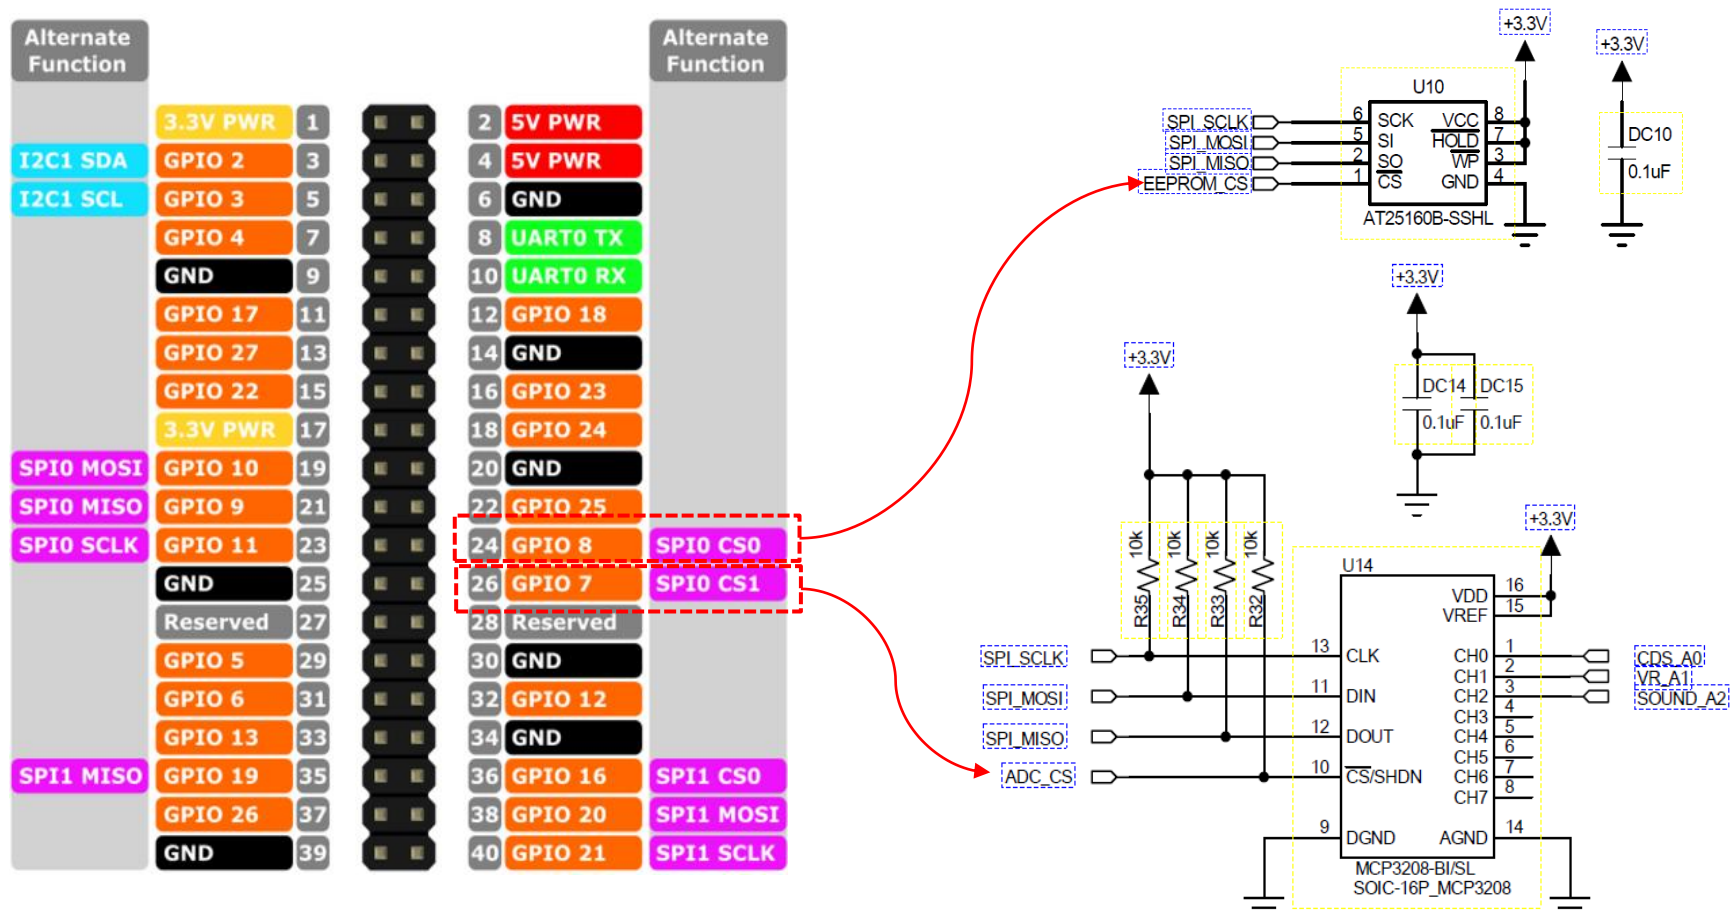 Alternate
Function
Alternate
Function
3.3V PWR 1 2 5V PWR
I2C1 SDA GPIO 2 3 4 5V PWR
I2C1 SCL GPIO 3 5 6 GND
GPIO 4 7 8 UART0 TX
GND 9 10 UART0 RX
GPIO 17 11 12 GPIO 18
GPIO 27 13 14 GND
GPIO 22 15 16 GPIO 23
3.3V PWR 17 18 GPIO 24
SPI0 MOSI GPIO 10 19 20 GND
SPI0 MISO GPIO 9 21 22 GPIO 25
SPI0 SCLK GPIO 11 23 24 GPIO 8 SPI0 CS0
GND 25 26 GPIO 7 SPI0 CS1
Reserved 27 28 Reserved
GPIO 5 29 30 GND
GPIO 6 31 32 GPIO 12
GPIO 13 33 34 GND
SPI1 MISO GPIO 19 35 36 GPIO 16 SPI1 CS0
GPIO 26 37 38 GPIO 20 SPI1 MOSI
GND 39 40 GPIO 21 SPI1 SCLK
+3.3V
+3.3V
U10
SPI_SCLK 6 SCK VCC 8
SPI_MOSI 5 SI HOLD 7
SPI_MISO 2 SO WP 3
EEPROM_CS 1 CS GND 4
AT25160B-SSHL
DC10
0.1uF
+3.3V
DC14 DC15
0.1uF 0.1uF
+3.3V
10k 10k 10k 10k
R35 R34 R33 R32
+3.3V
U14
VDD 16
VREF 15
SPI_SCLK 13 CLK CH0 1 CDS_A0
CH1 2 VR_A1
SPI_MOSI 11 DIN CH2 3 SOUND_A2
CH3 4
SPI_MISO 12 DOUT CH4 5
CH5 6
ADC_CS 10 CS/SHDN CH6 7
CH7 8
9 DGND AGND 14
MCP3208-BI/SL
SOIC-16P_MCP3208